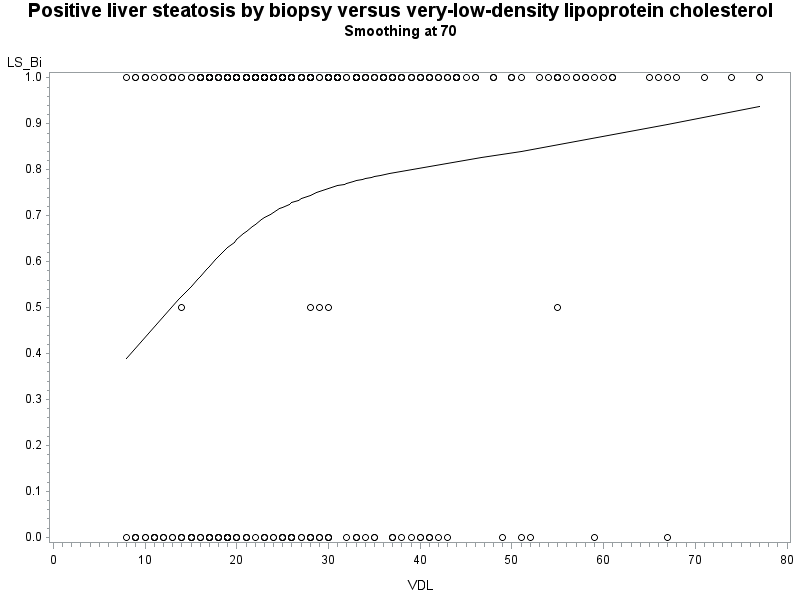 Positive liver steatosis by biopsy versus very-low-density lipoprotein cholesterol
Smoothing at 70
LS_Bi
1.0
0.9
0.8
0.7
0.6
0.5
0.4
0.3
0.2
0.1
0.0
0 10 20 30 40 50 60 70 80
VDL